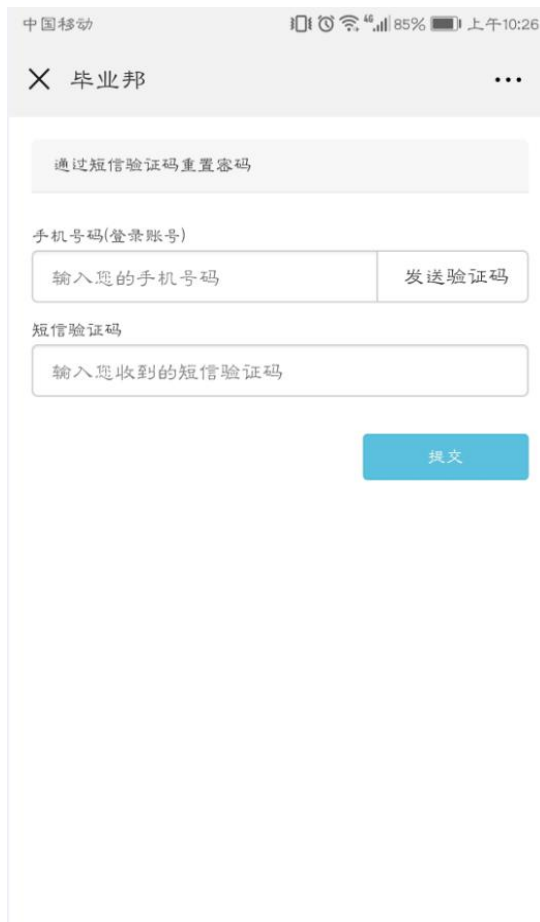 中国移动 46 85% 上午10:26
毕业邦
通过短信验证码重置密码
手机号码(登录账号)
输入您的手机号码 发送验证码
短信验证码
输入您收到的短信验证码
提交